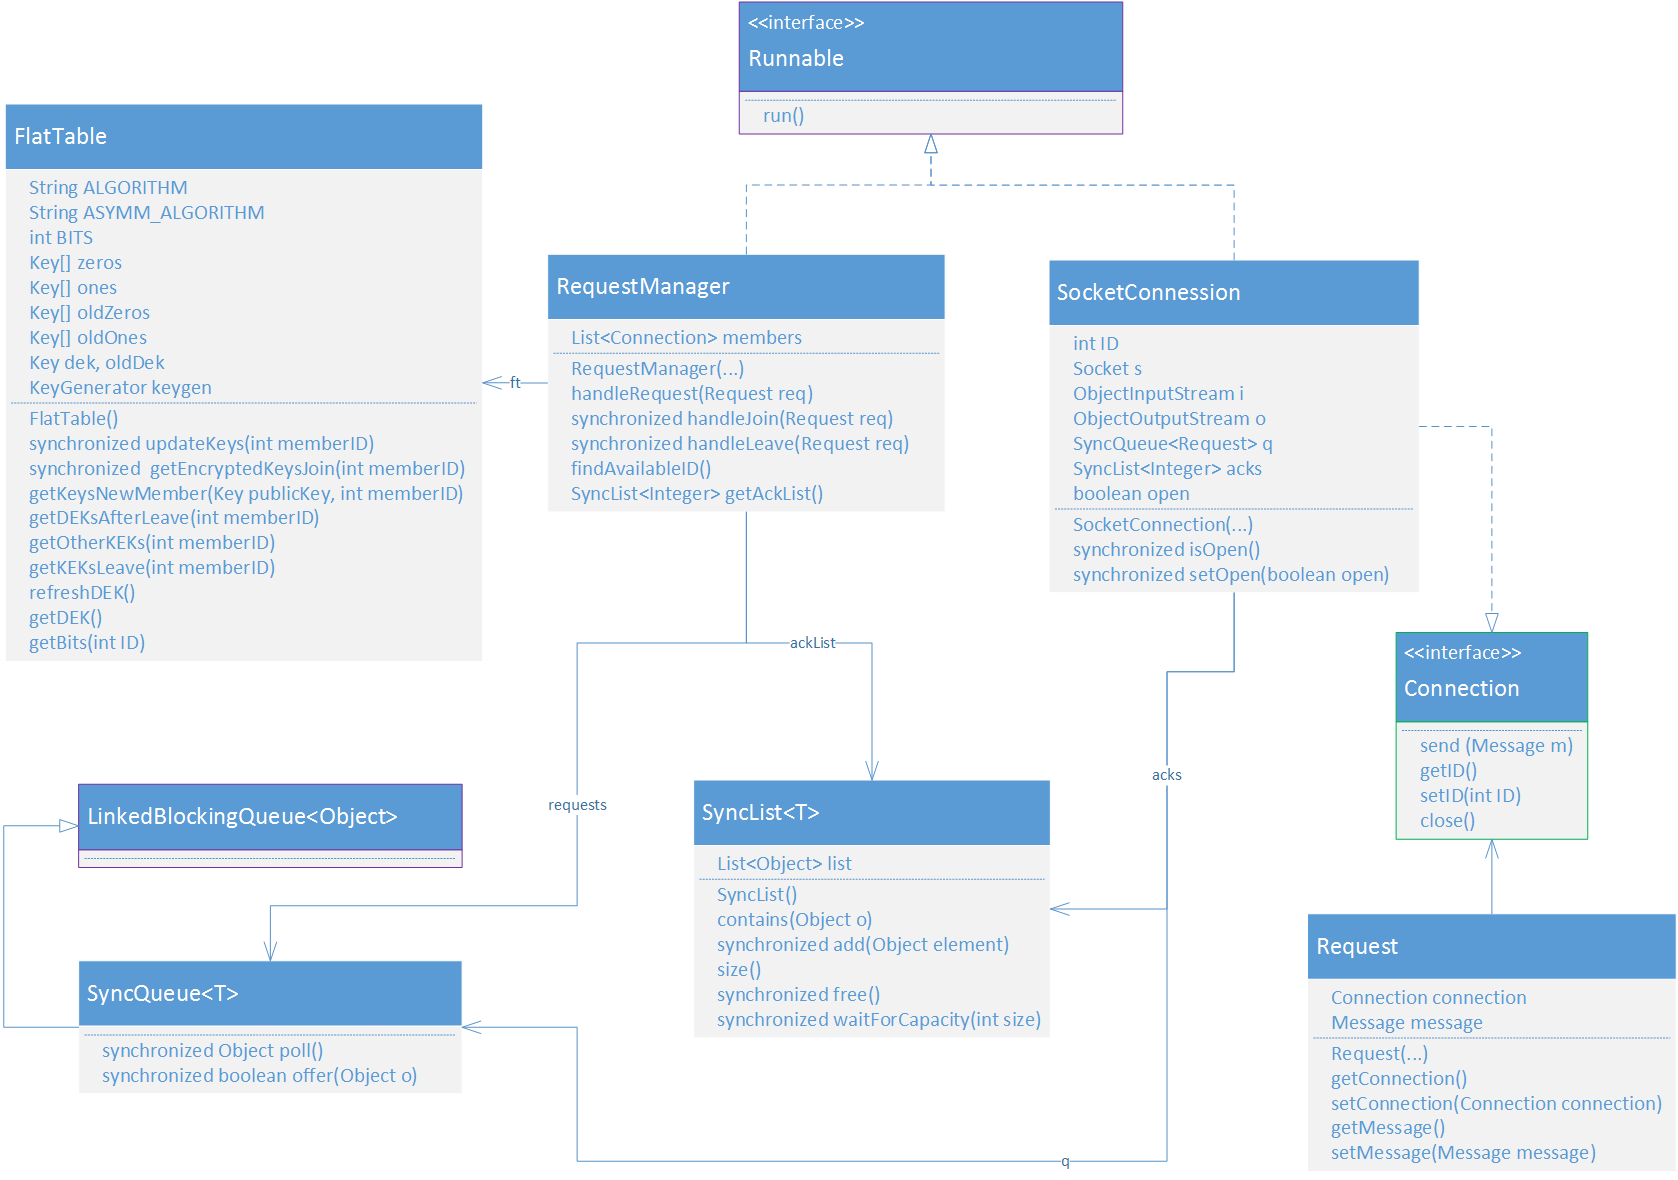 <<interface>>
Runnable
run()
FlatTable
String ALGORITHM
String ASYMM_ALGORITHM
int BITS
Key[] zeros
Key[] ones
Key[] oldZeros
Key[] oldOnes
Key dek, oldDek
KeyGenerator keygen
FlatTable()
synchronized updateKeys(int memberID)
synchronized  getEncryptedKeysJoin(int memberID)
getKeysNewMember(Key publicKey, int memberID)
getDEKsAfterLeave(int memberID)
getOtherKEKs(int memberID)
getKEKsLeave(int memberID)
refreshDEK()
getDEK()
getBits(int ID)
ft
RequestManager
List<Connection> members
RequestManager(...)
handleRequest(Request req)
synchronized handleJoin(Request req)
synchronized handleLeave(Request req)
findAvailableID()
SyncList<Integer> getAckList()
SocketConnession
int ID
Socket s
ObjectInputStream i
ObjectOutputStream o
SyncQueue<Request> q
SyncList<Integer> acks
boolean open
SocketConnection(...)
synchronized isOpen()
synchronized setOpen(boolean open)
ackList
requests
acks
<<interface>>
Connection
send (Message m)
getID()
setID(int ID)
close()
LinkedBlockingQueue<Object>
SyncList<T>
List<Object> list
SyncList()
contains(Object o)
synchronized add(Object element)
size()
synchronized free()
synchronized waitForCapacity(int size)
SyncQueue<T>
synchronized Object poll()
synchronized boolean offer(Object o)
q
Request
Connection connection
Message message
Request(...)
getConnection()
setConnection(Connection connection)
getMessage()
setMessage(Message message)